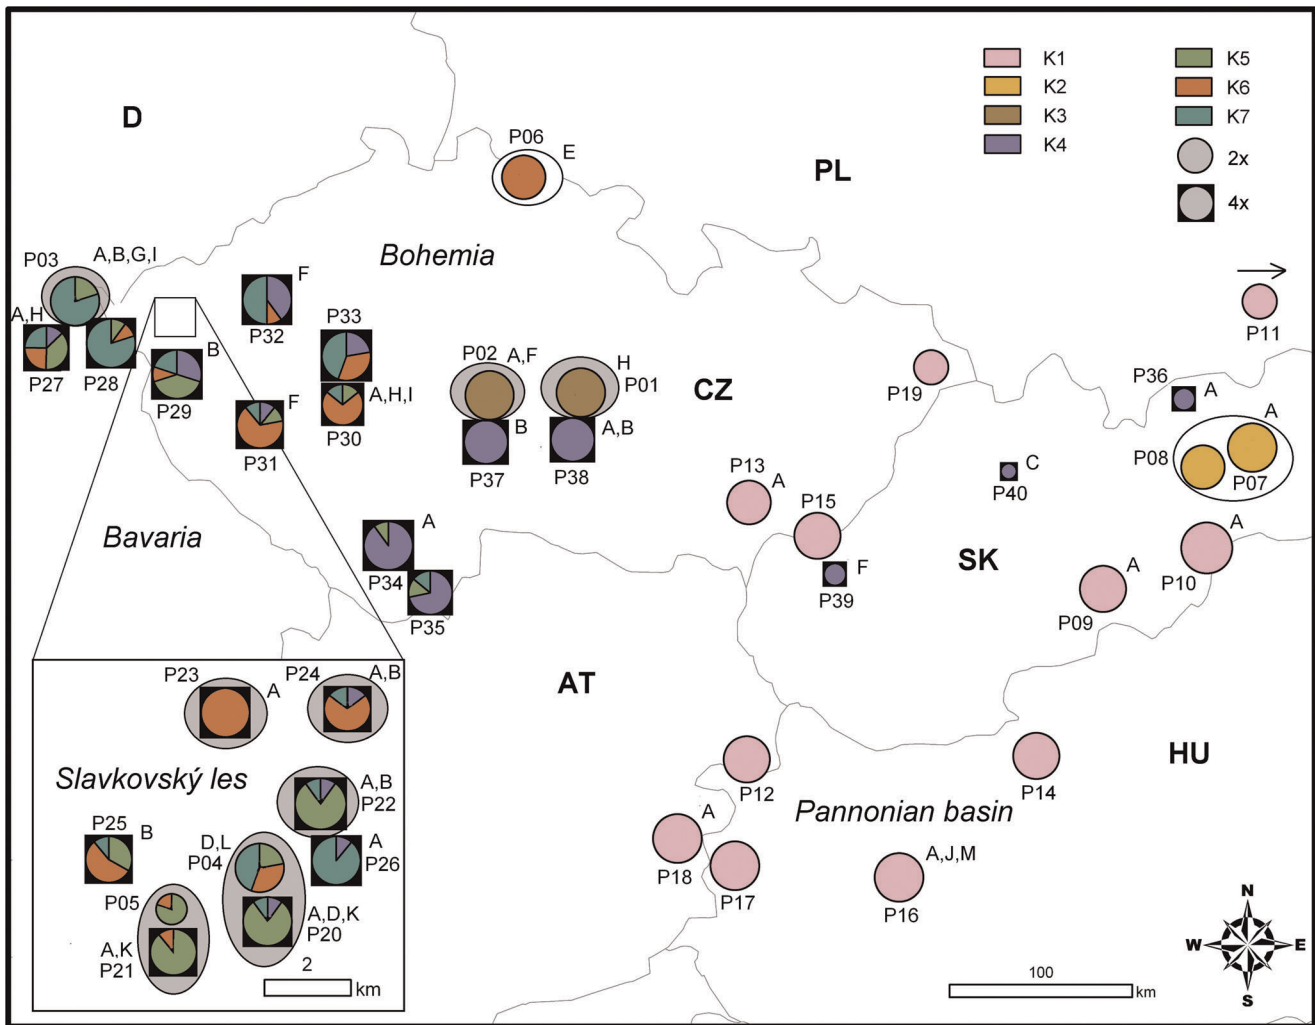 D
P06
E
PL
K1
K2
K3
K4
K5
K6
K7
2x
4x
Bohemia
P03
A,B,G,I
A,H
P27
P28
F
P32
P33
A,H,I
P30
B
P29
F
P31
P02
A,F
B
P37
H
P01
A,B
P38
CZ
P19
P11
P36
A
A
P08
P07
C
P40
P13
A
P15
F
P39
SK
A
P10
A
P09
Bavaria
A
P34
P35
AT
HU
P12
P14
Pannonian basin
A
P18
P17
A,J,M
P16
P23
A
P24
A,B
Slavkovský les
A,B
P22
P25
B
D,L
P04
A
P26
P05
A,K
P21
A,D,K
P20
2
km
100
km
N
W
E
S